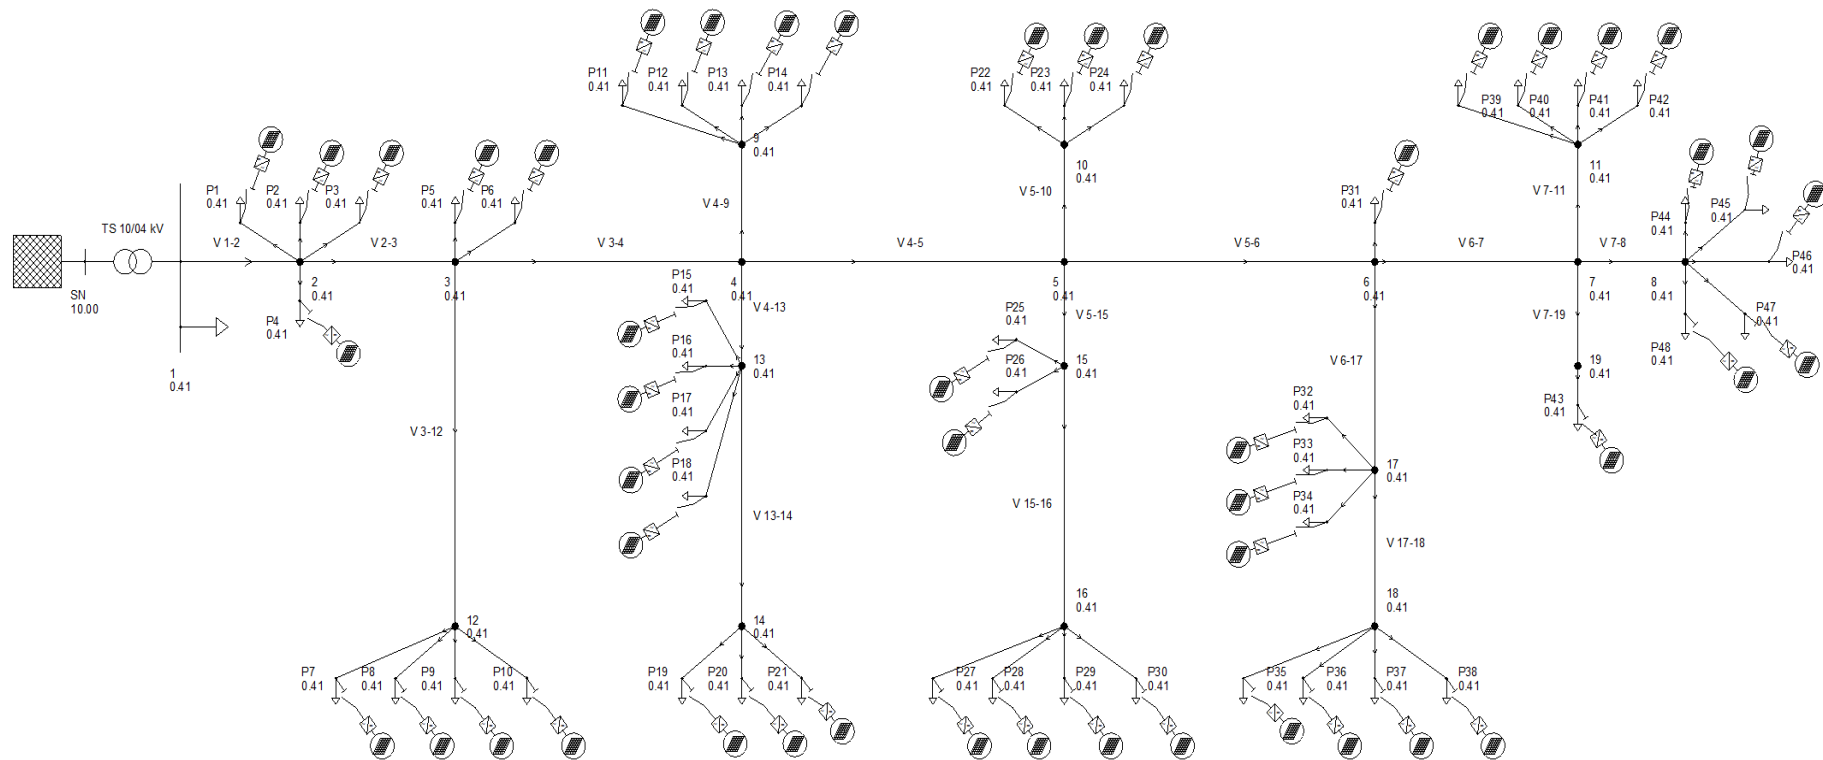 P11
0.41
P12
0.41
P13
0.41
P14
0.41
P22
0.41
P23
0.41
P24
0.41
P39
0.41
P40
0.41
P41
0.41
P42
0.41
9
0.41
10
0.41
11
0.41
P1
0.41
P2
0.41
P3
0.41
P5
0.41
P6
0.41
V 4-9
V 5-10
P31
0.41
V 7-11
P44
0.41
P45
0.41
TS 10/04 kV
V 1-2
V 2-3
V 3-4
V 4-5
V 5-6
V 6-7
V 7-8
P46
0.41
SN
10.00
2
0.41
3
0.41
4
0.41
5
0.41
6
0.41
7
0.41
8
0.41
P4
0.41
P15
0.41
V 4-13
P25
0.41
V 5-15
V 7-19
P47
0.41
P48
0.41
1
0.41
P16
0.41
13
0.41
P26
0.41
15
0.41
V 6-17
19
0.41
P17
0.41
P32
0.41
P43
0.41
V 3-12
P18
0.41
P33
0.41
17
0.41
P34
0.41
V 13-14
V 15-16
V 17-18
12
0.41
14
0.41
16
0.41
18
0.41
P7
0.41
P8
0.41
P9
0.41
P10
0.41
P19
0.41
P20
0.41
P21
0.41
P27
0.41
P28
0.41
P29
0.41
P30
0.41
P35
0.41
P36
0.41
P37
0.41
P38
0.41